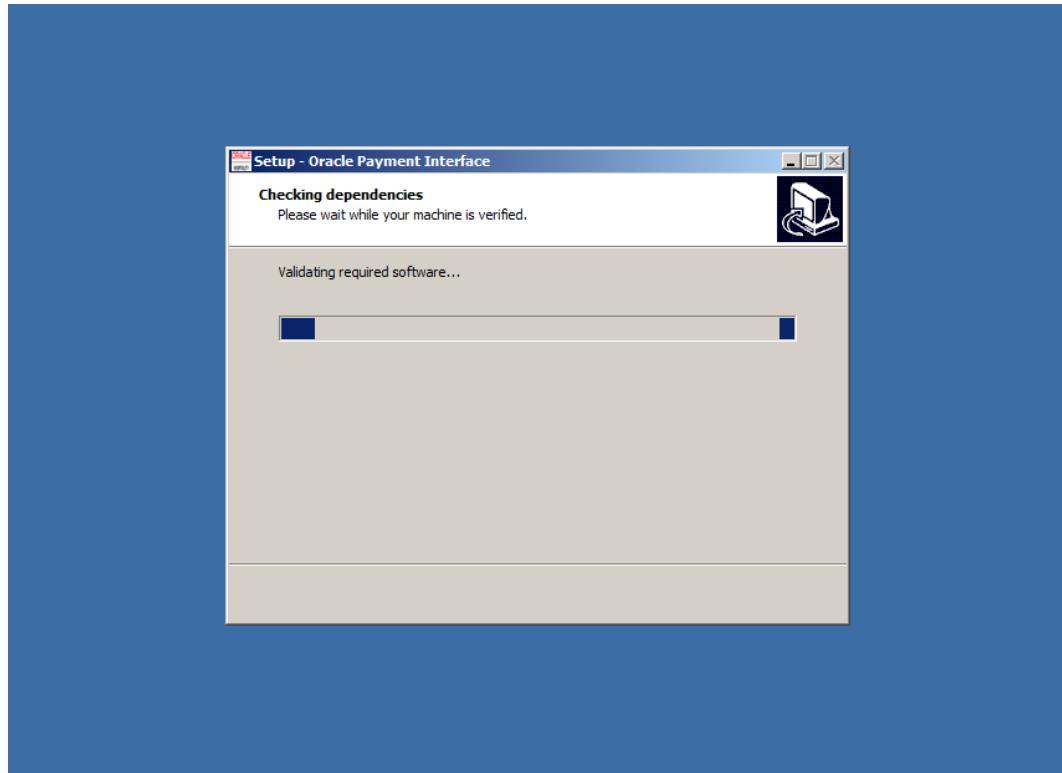 Setup - Oracle Payment Interface
Checking dependencies
Please wait while your machine is verified.
Validating required software...